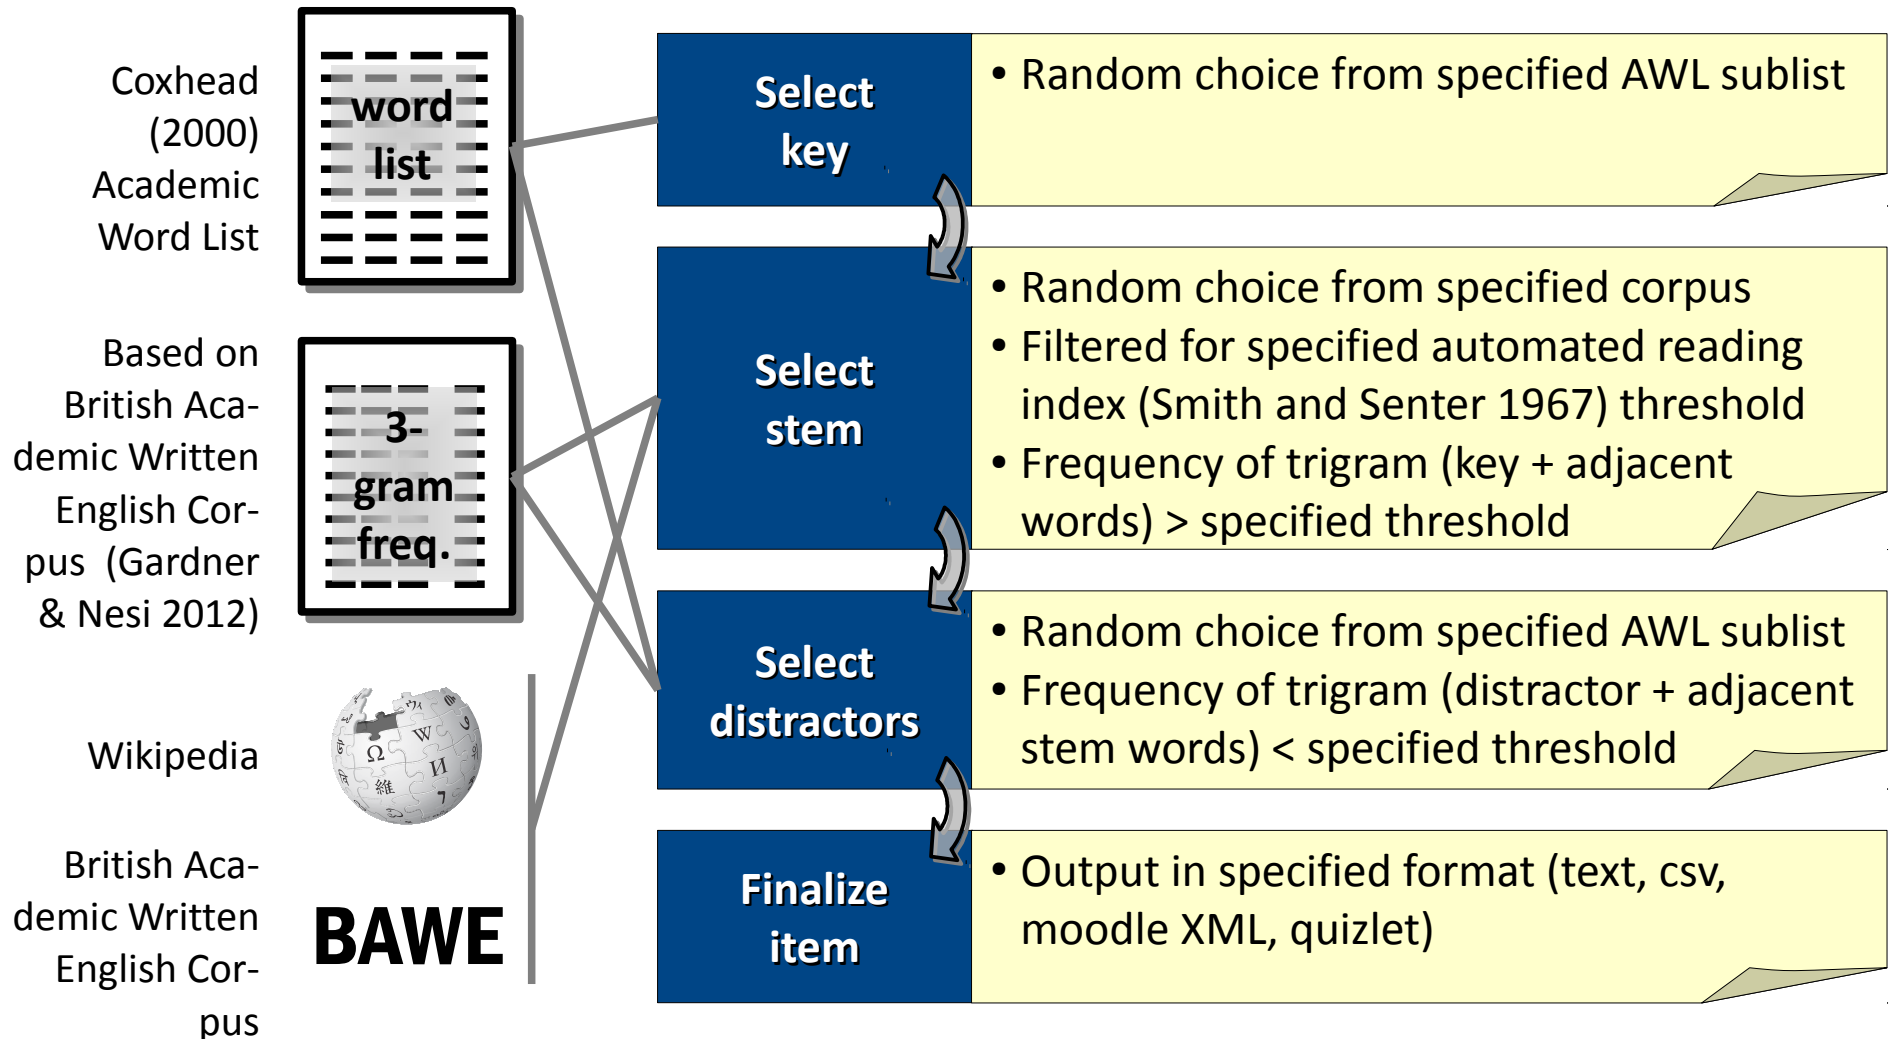 Coxhead
(2000)
Academic
Word List
word
list
Based on
British Aca-
demic Written
English Cor-
pus (Gardner
& Nesi 2012)
3-
gram
freq.
Wikipedia
Ω
W
И
維
ウィ
7
British Aca-
demic Written
English Cor-
pus
BAWE
Select
key
• Random choice from specified AWL sublist
Select
stem
• Random choice from specified corpus
• Filtered for specified automated reading
index (Smith and Senter 1967) threshold
• Frequency of trigram (key + adjacent
words) > specified threshold
Select
distractors
• Random choice from specified AWL sublist
• Frequency of trigram (distractor + adjacent
stem words) < specified threshold
Finalize
item
• Output in specified format (text, csv,
moodle XML, quizlet)